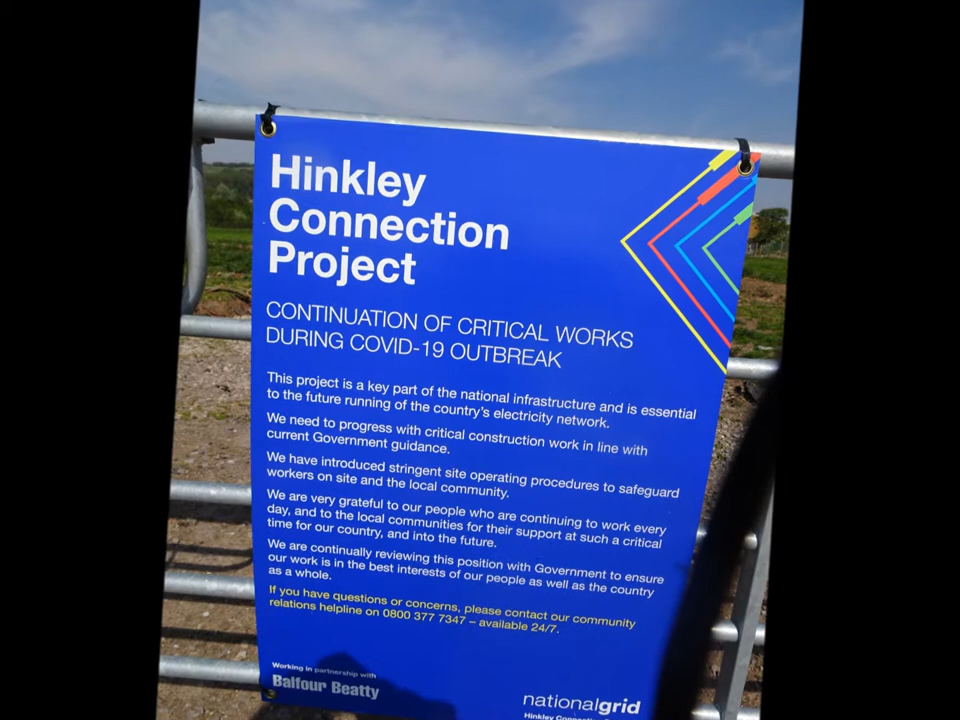 Hinkley
Connection
Project
CONTINUATION OF CRITICAL WORKS
DURING COVID-19 OUTBREAK
This project is a key part of the national infrastructure and is essential
to the future running of the country's electricity network.
We need to progress with critical construction work in line with
current Government guidance.
We have introduced stringent site operating procedures to safeguard
workers on site and the local community.
We are very grateful to our people who are continuing to work every
day, and to the local communities for their support at such a critical
time for our country, and into the future.
We are continually reviewing this position with Government to ensure
our work is in the best interests of our people as well as the country
as a whole.
If you have questions or concerns, please contact our community
relations helpline on 0800 377 7347 – available 24/7.
Working in partnership with
Balfour Beatty
nationalgrid
Hinkley